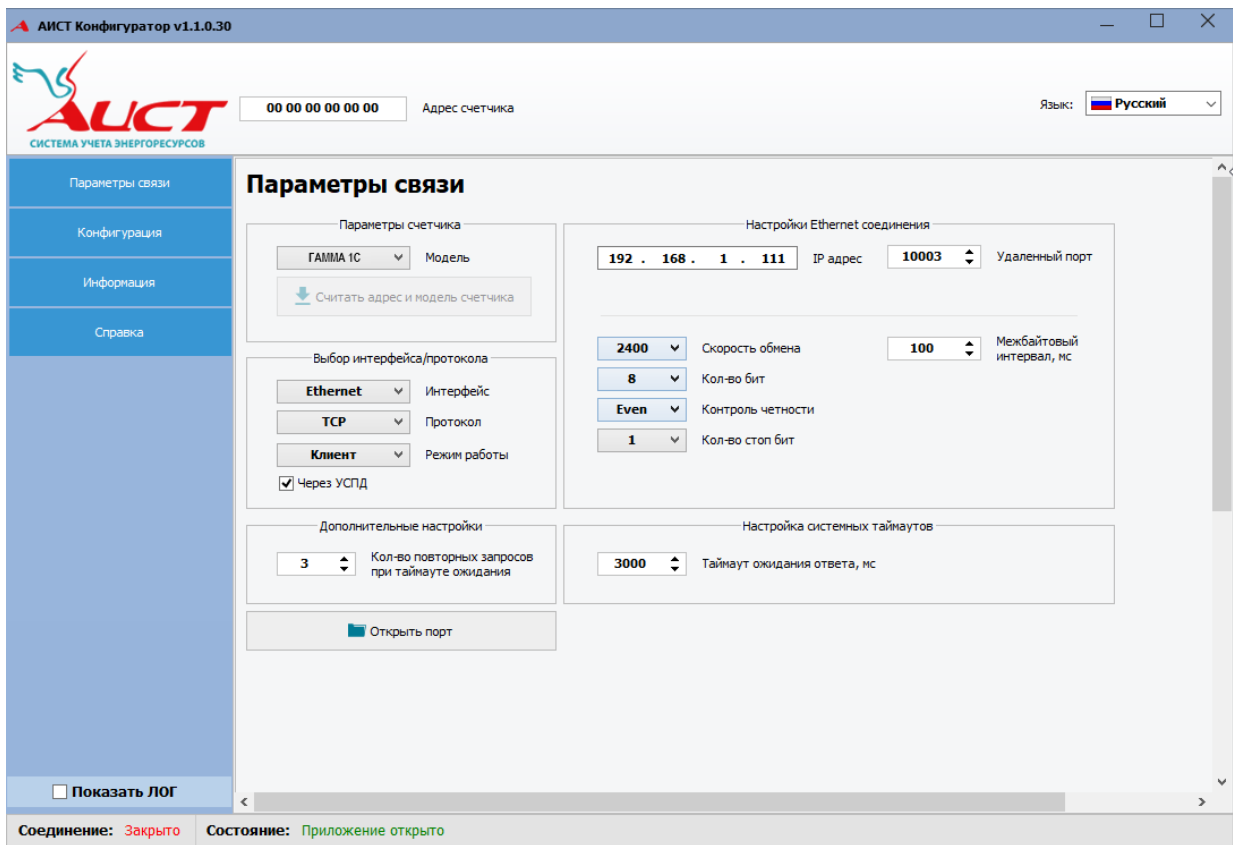 АИСТ Конфигуратор v1.1.0.30
АИСТ
СИСТЕМА УЧЕТА ЭНЕРГОРЕСУРСОВ
00 00 00 00 00 00 Адрес счетчика
Язык: Русский
Параметры связи
Конфигурация
Информация
Справка
Показать ЛОГ
Параметры связи
Параметры счетчика
ГАММА 1С Модель
Считать адрес и модель счетчика
Выбор интерфейса/протокола
Ethernet Интерфейс
TCP Протокол
Клиент Режим работы
Через УСПД
Дополнительные настройки
3 Кол-во повторных запросов
при таймауте ожидания
Открыть порт
Настройки Ethernet соединения
192 . 168 . 1 . 111 IP адрес 10003 Удаленный порт
2400 Скорость обмена 100 Межбайтовый
интервал, мс
8 Кол-во бит
Even Контроль четности
1 Кол-во стоп бит
Настройка системных таймаутов
3000 Таймаут ожидания ответа, мс
Соединение: Закрыто Состояние: Приложение открыто